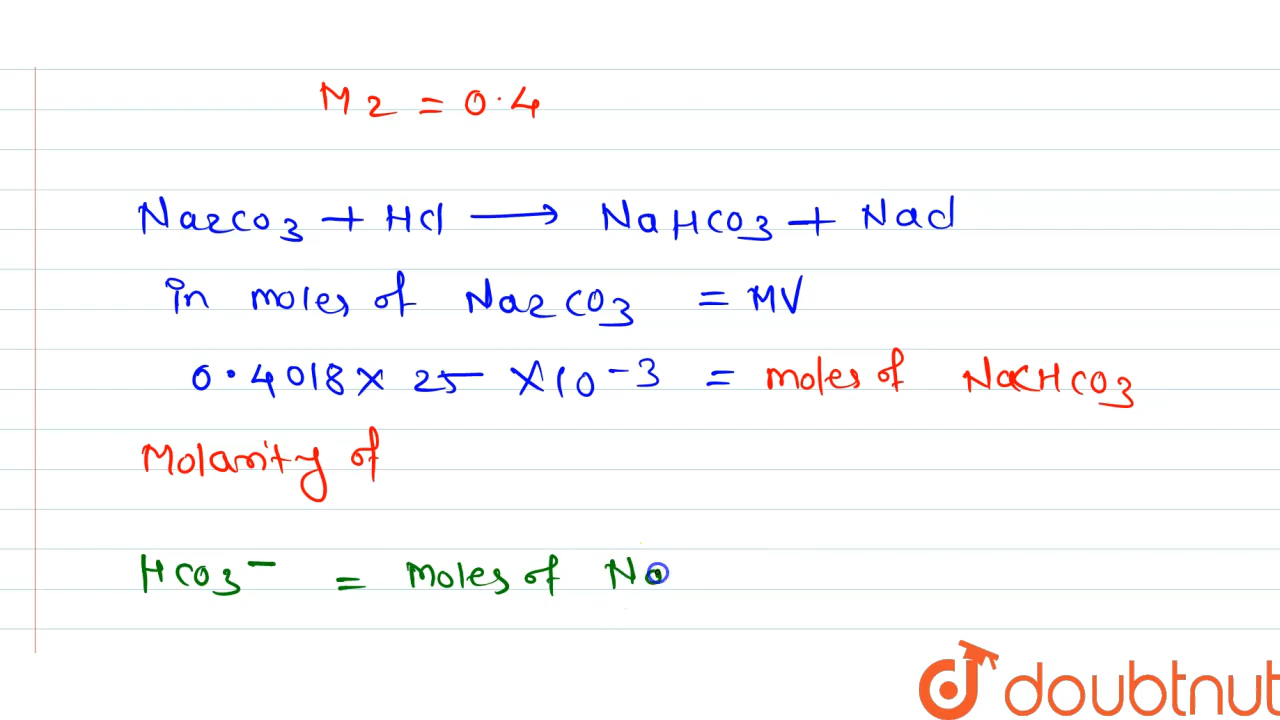 M2 = 0.4
Na2CO3 + HCl → NaHCO3 + NaCl
in moles of Na2CO3 = MV
0.4018 × 25 × 10-3 = moles of NaHCO3
Molarity of
HCO3- = moles of Na
doubtnut